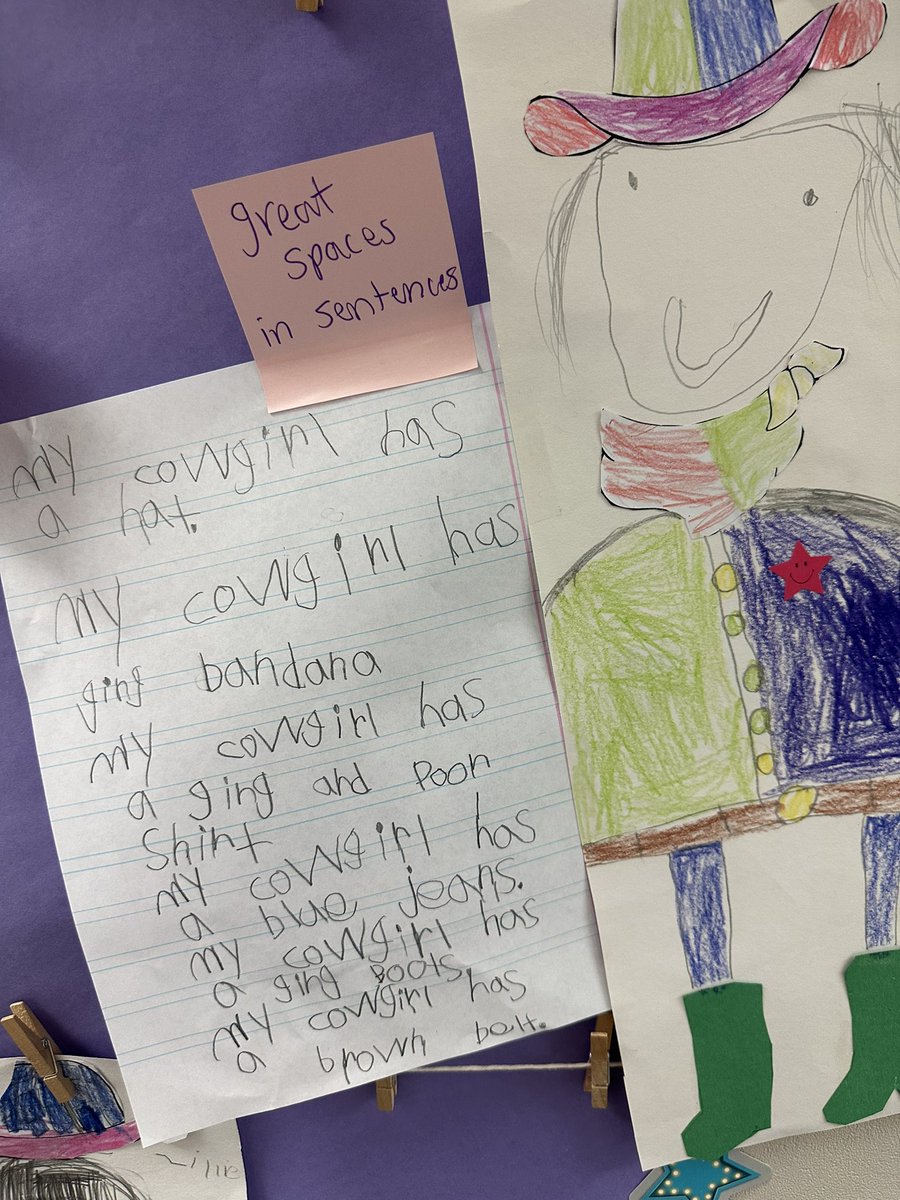 great
spaces
in sentences
my cowgirl has
a hat.
my cowgirl has
ging bandana
my cowgirl has
a ging and poon
Shint
my cowgirl has
a blue jeans.
my cowgirl has
a ging Boots.
my cowgirl has
a brown belt.